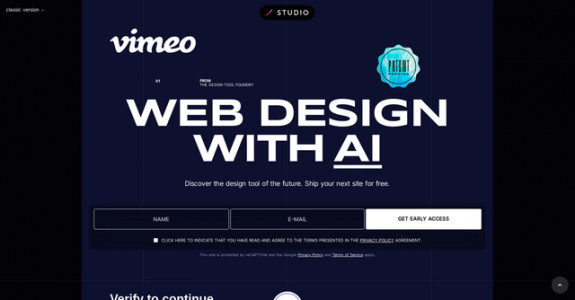 classic version →
STUDIO
vimeo
01
FROM
THE DESIGN TOOL FOUNDRY
PATENT
PENDING
WEB DESIGN
WITH AI
Discover the design tool of the future. Ship your next site for free.
NAME
E-MAIL
GET EARLY ACCESS
CLICK HERE TO INDICATE THAT YOU HAVE READ AND AGREE TO THE TERMS PRESENTED IN THE PRIVACY POLICY AGREEMENT.
This site is protected by reCAPTCHA and the Google Privacy Policy and Terms of Service apply.
Verify to continue